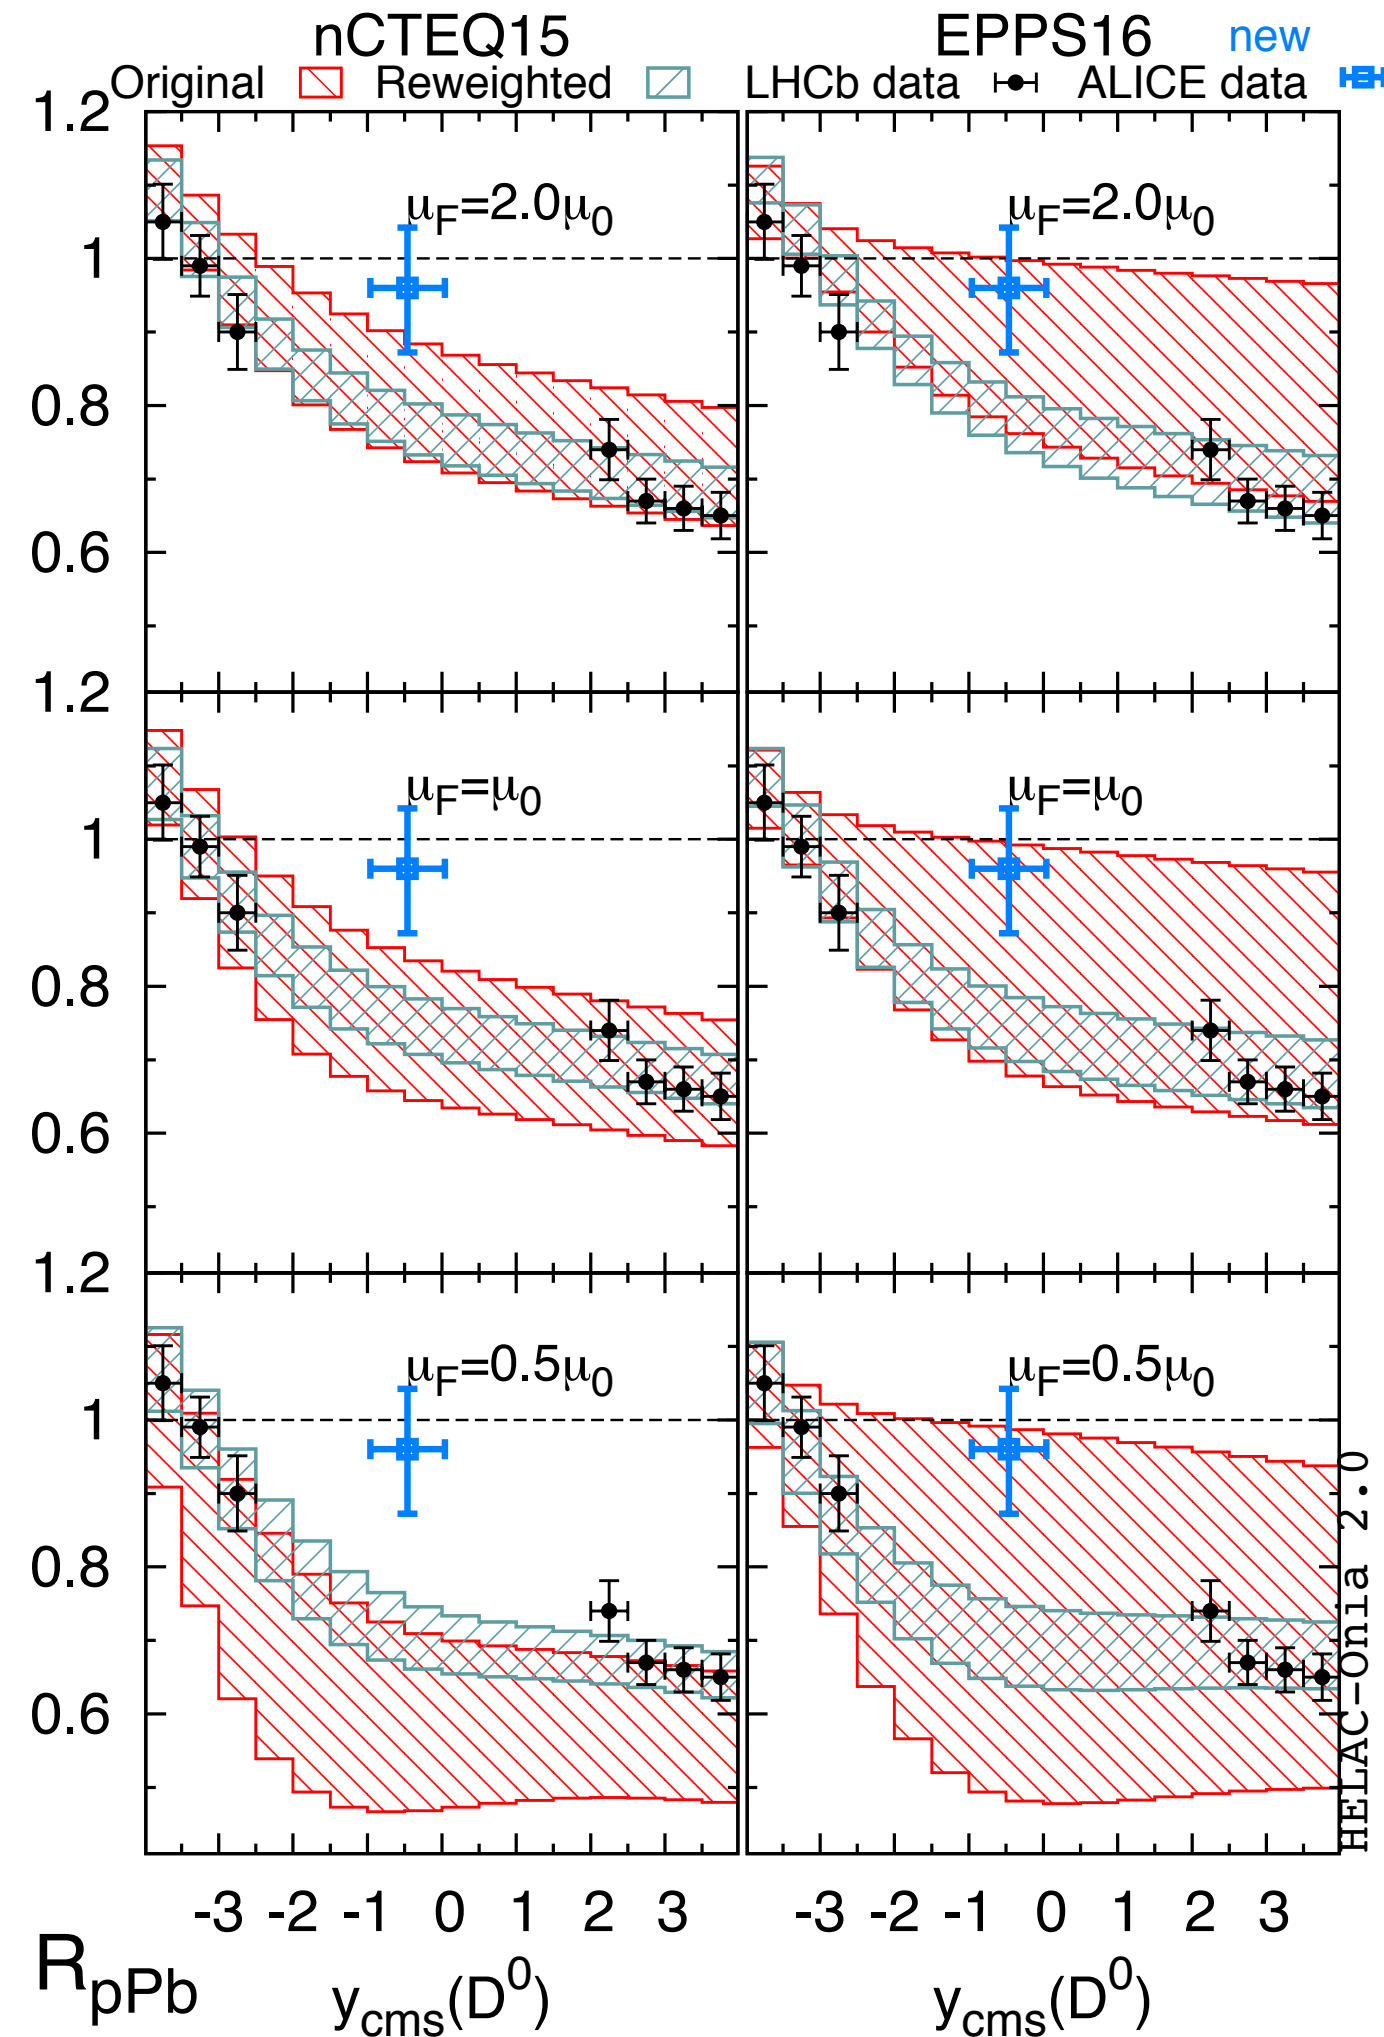 nCTEQ15 EPPS16 new
Original Reweighted LHCb data ALICE data
1.2
μF=2.0μ0 μF=2.0μ0
1
0.8
0.6
1.2
μF=μ0 μF=μ0
1
0.8
0.6
1.2
μF=0.5μ0 μF=0.5μ0
1
0.8
0.6
HELAC-Onia 2.0
-3 -2 -1 0 1 2 3 -3 -2 -1 0 1 2 3
RpPb ycms(D0) ycms(D0)